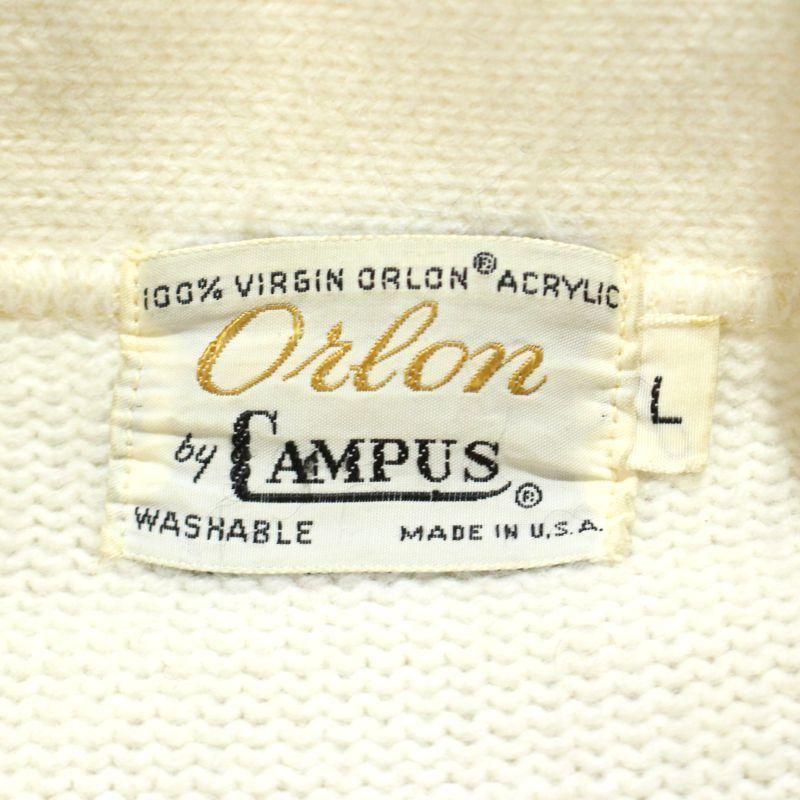 100% VIRGIN ORLON® ACRYLIC
Orlon
by CAMPUS®
WASHABLE MADE IN U.S.A.
L